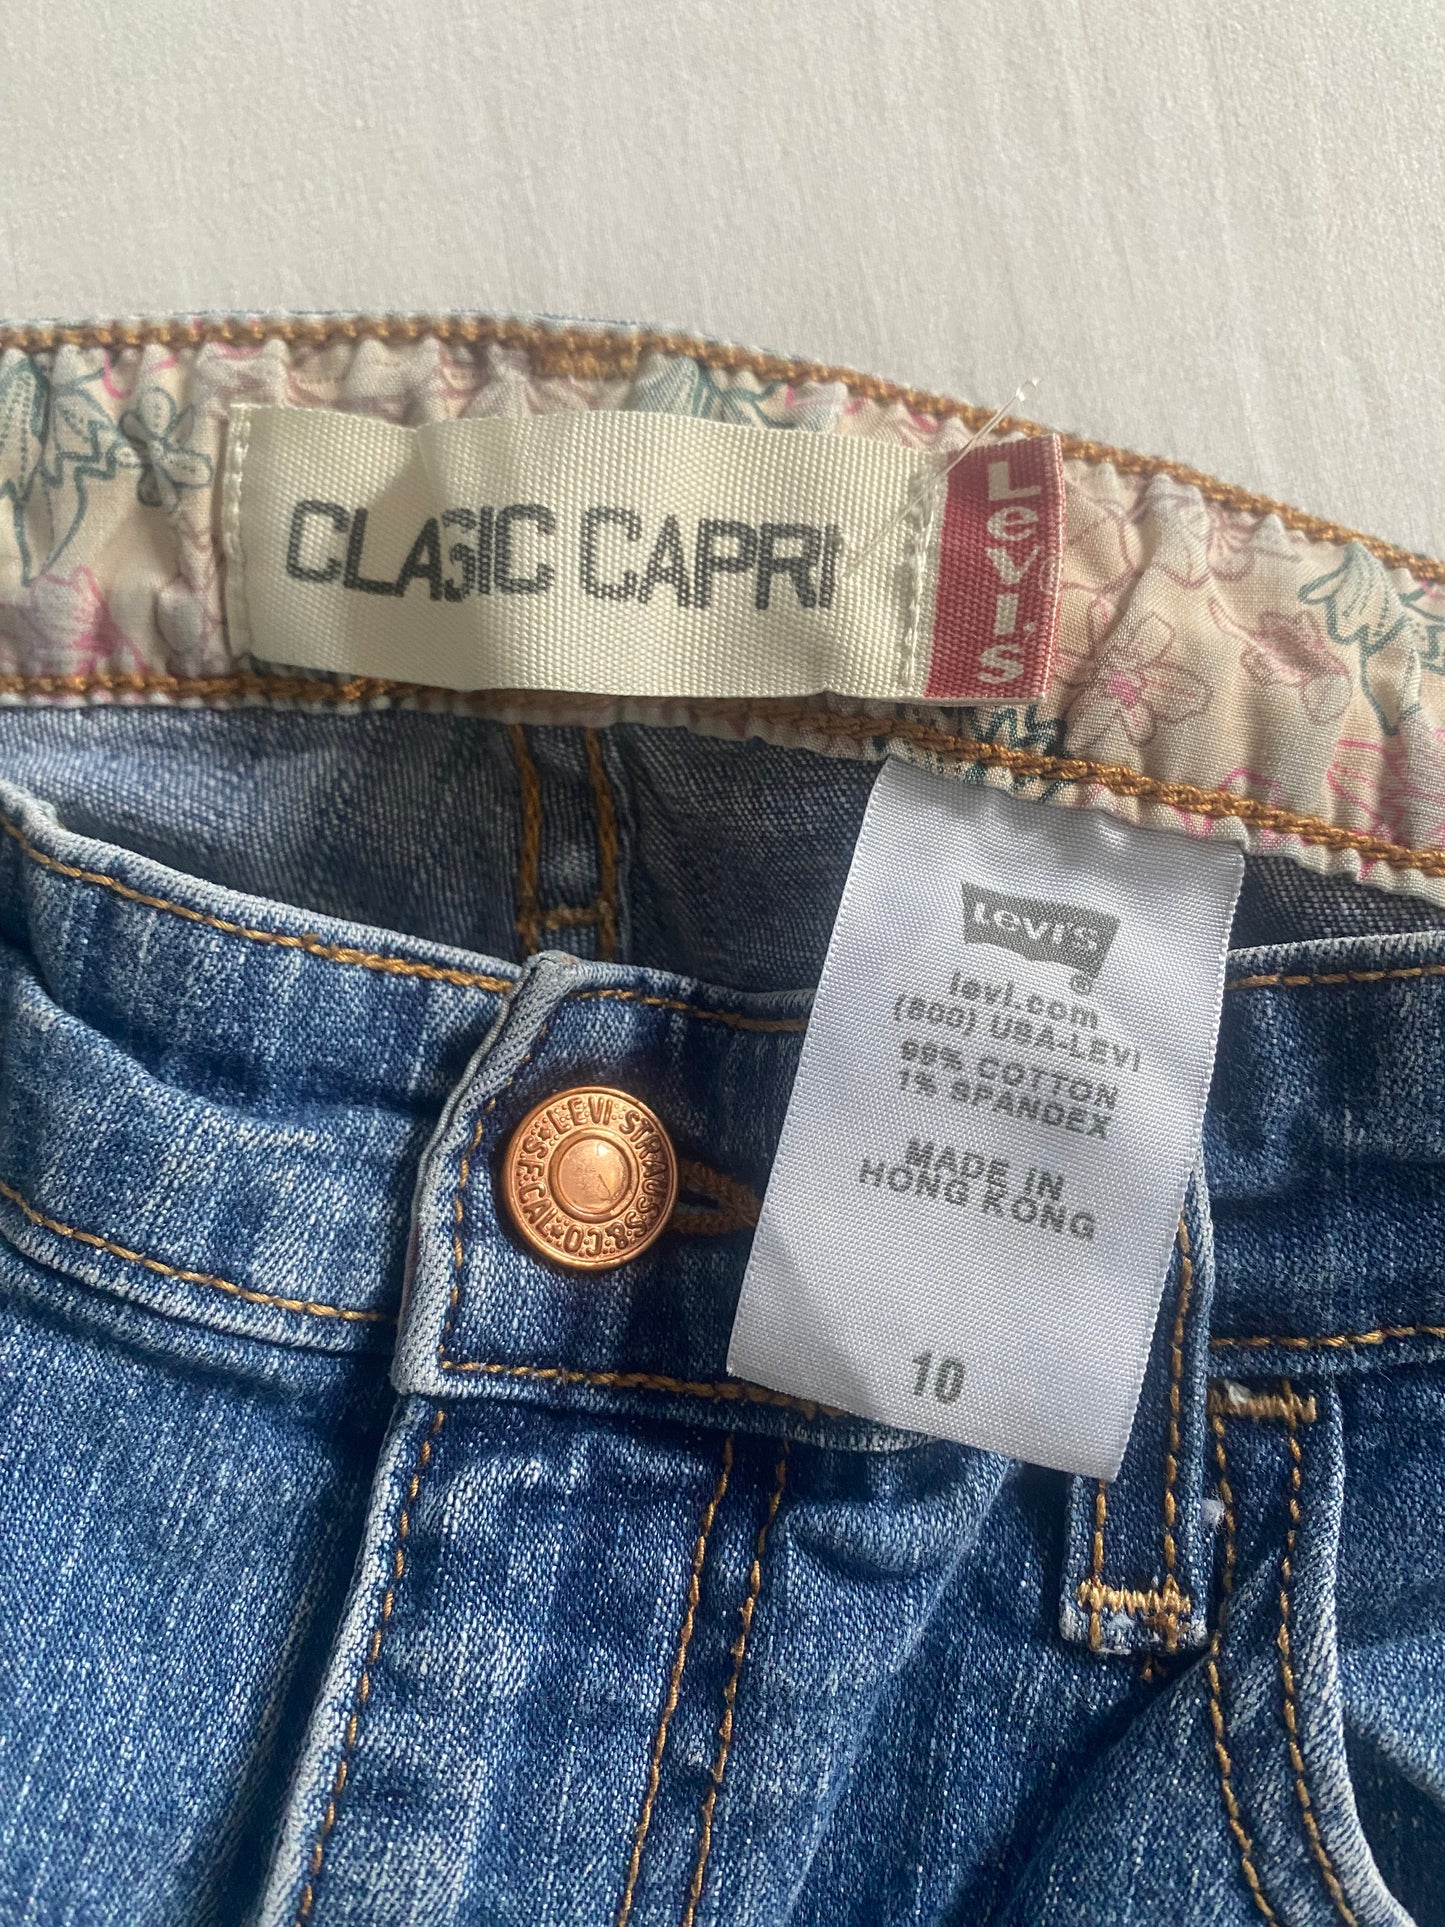 CLASSIC CAPRI
Levi's
Levi's
levi.com
(800) USA-LEVI
99% COTTON
1% SPANDEX
MADE IN
HONG KONG
10
LEVI STRAUSS & CO. S.F. CAL